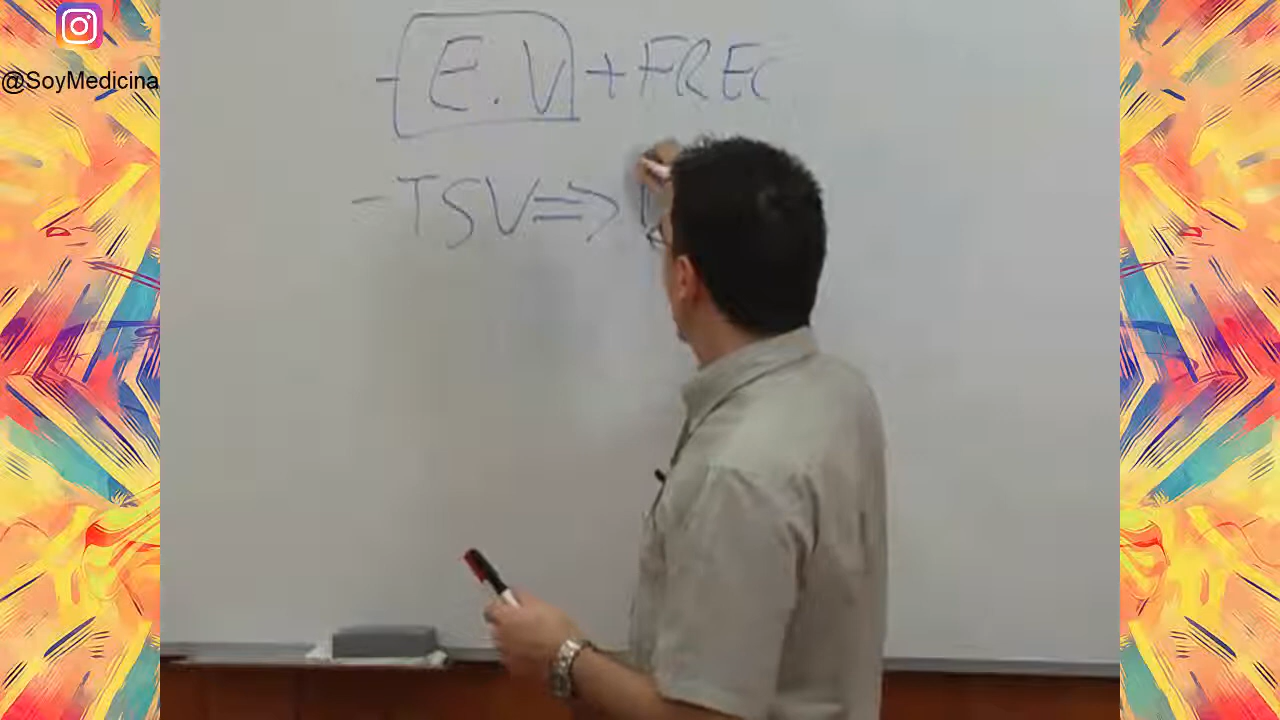 @SoyMedicina
- E.V + FREC
- TSV =>